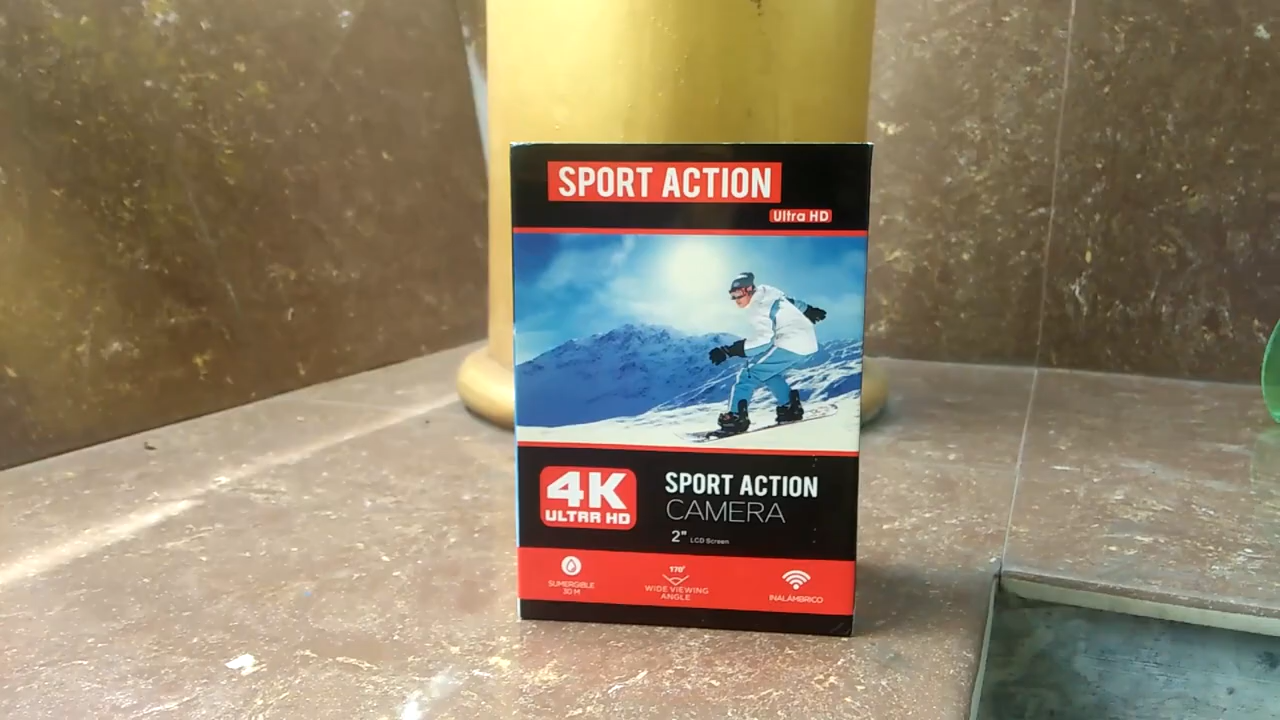 SPORT ACTION
Ultra HD
4K
ULTRA HD
SPORT ACTION
CAMERA
2" LCD Screen
SUMERGIBLE
30 M
170°
WIDE VIEWING
ANGLE
INALÁMBRICO